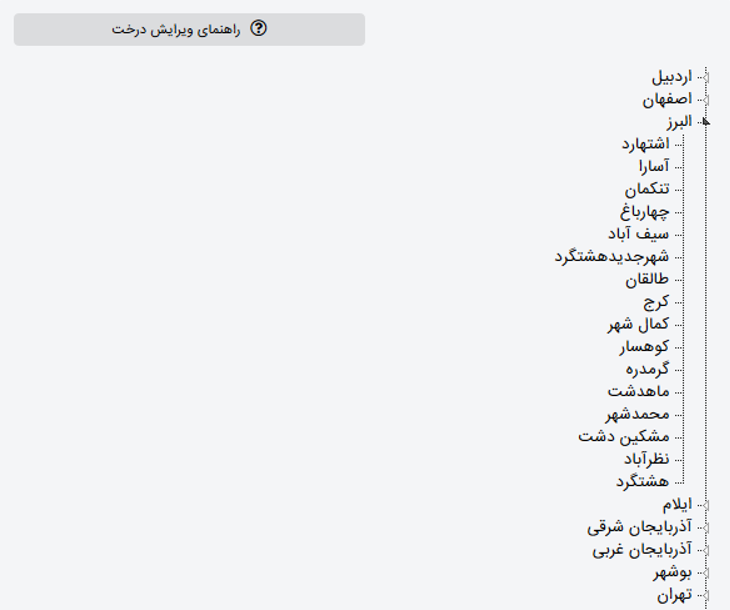 راهنمای ویرایش درخت
اردبیل
اصفهان
البرز
اشتهارد
آسارا
تنکمان
چهارباغ
سیف آباد
شهرجدیدهشتگرد
طالقان
کرج
کمال شهر
کوهسار
گرمدره
ماهدشت
محمدشهر
مشکین دشت
نظرآباد
هشتگرد
ایلام
آذربایجان شرقی
آذربایجان غربی
بوشهر
تهران